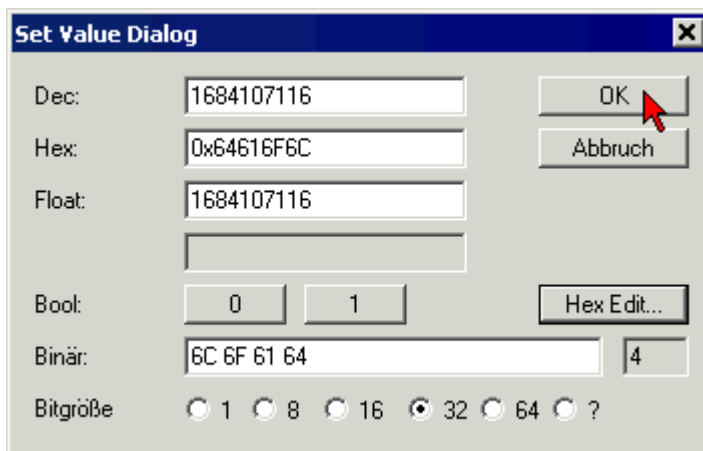 Set Value Dialog
Dec: 1684107116 OK
Hex: 0x64616F6C Abbruch
Float: 1684107116
Bool: 0 1 Hex Edit...
Binär: 6C 6F 61 64 4
Bitgröße 1 8 16 32 64 ?